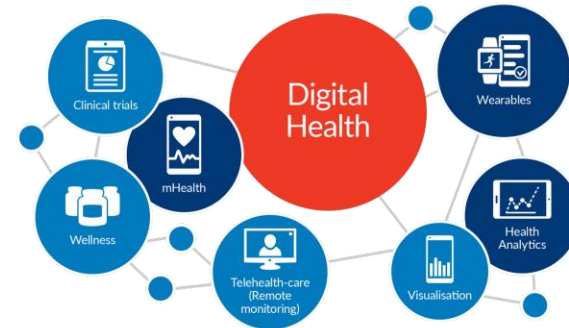 Digital
Health
Clinical trials
Wearables
mHealth
Wellness
Health
Analytics
Telehealth-care
(Remote
monitoring)
Visualisation